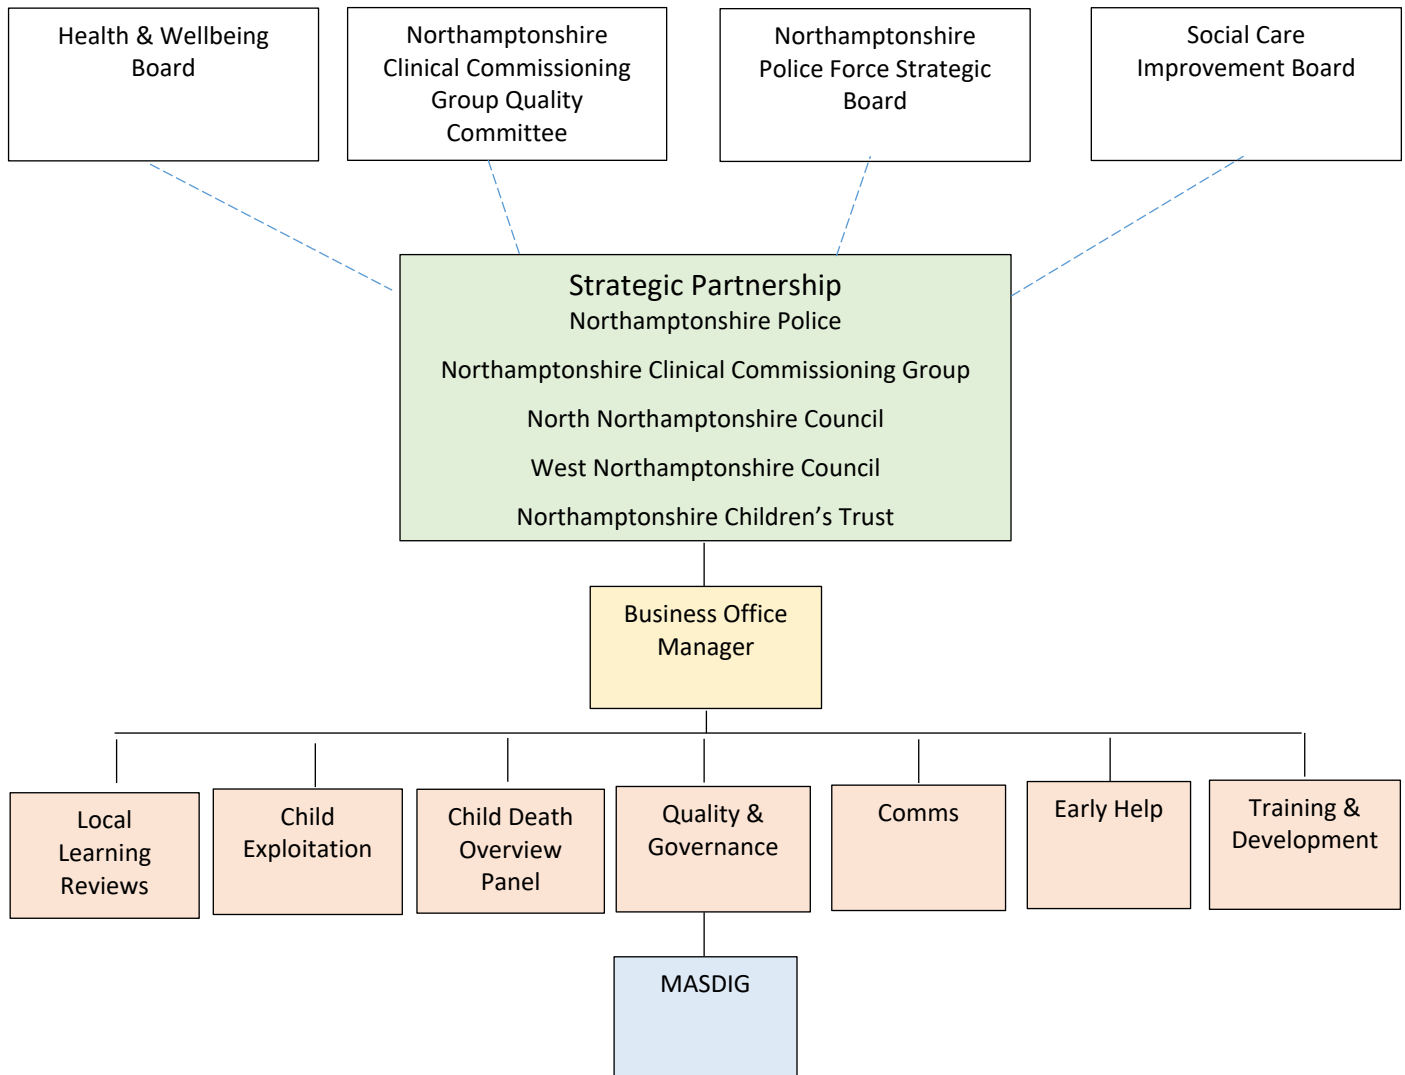 Health & Wellbeing
Board
Northamptonshire
Clinical Commissioning
Group Quality
Committee
Northamptonshire
Police Force Strategic
Board
Social Care
Improvement Board
Strategic Partnership
Northamptonshire Police
Northamptonshire Clinical Commissioning Group
North Northamptonshire Council
West Northamptonshire Council
Northamptonshire Children’s Trust
Business Office
Manager
Local
Learning
Reviews
Child
Exploitation
Child Death
Overview
Panel
Quality &
Governance
Comms
Early Help
Training &
Development
MASDIG